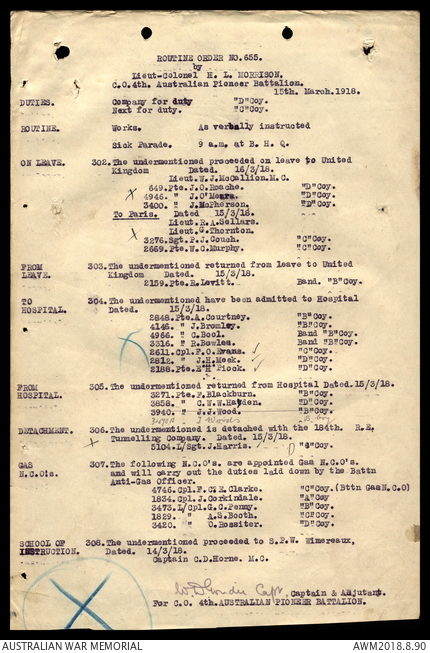 ROUTINE ORDER NO.655.
by
Lieut-Colonel H. L. MORRISON.
C.O.4th. Australian Pioneer Battalion.
15th. March.1918.
DUTIES. Company for duty "D"Coy.
Next for duty. "C"Coy.
ROUTINE. Works. As verbally instructed
Sick Parade. 9 a.m. at B. H. Q.
ON LEAVE. 302. The undermentioned proceeded on leave to United
Kingdom Dated. 16/3/18.
Lieut.W.J.McCallion.M.C.
649.Pte.J.O.Roache. "D"Coy.
X 4946. " J.O'Meara. "D"Coy.
3400. " J.McPherson. "D"Coy.
To Paris. Dated 15/3/18.
Lieut.R.A.Sellars.
X Lieut.G.Thornton.
3276.Sgt.P.J.Couch. "C"Coy.
2669.Pte.W.C.Murphy. "C"Coy.
FROM 303.The undermentioned returned from leave to United
LEAVE. Kingdom Dated. 15/3/18.
2159.Pte.R.Levitt. Band. "B"Coy.
TO 304.The undermentioned have been admitted to Hospital
HOSPITAL. Dated. 15/3/18.
2848.Pte.A.Courtney. "B"Coy.
4146. " J.Bromley. "B"Coy.
4966. " C.Bool. Band "B"Coy.
3316. " R.Bowles. Band "B"Coy.
X 2611.Cpl.F.O.Evans. ✓ "C"Coy.
2812. " J.H.Meek. ✓ "D"Coy.
2188.Pte.E"H"Pick. ✓ "D"Coy.
FROM 305.The undermentioned returned from Hospital Dated.15/3/18.
HOSPITAL. 3271.Pte.F.Blackburn. "B"Coy.
3858. " C.W.W.Hayden. "D"Coy.
3940. " J.J.Wood. "B"Coy.
DETACHMENT. 306.The undermentioned is detached with the 184th. R.E.
X Tunnelling Company. Dated. 15/3/18.
5104.L/Sgt.J.Harris. "C"Coy.
GAS 307.The following N.C.O's. are appointed Gas N.C.O's.
N.C.O's. and will carry out the duties laid down by the Battn
Anti-Gas Officer.
4746.Cpl.F.C.E.Clarke. "C"Coy.(Bttn GasN.C.O)
1834.Cpl.J.Corkindale. "A"Coy
3473.L/Cpl.G.C.Penny. "B"Coy
1829. " A.S.Booth. "C"Coy
3420. " C.Rossiter. "D"Coy.
SCHOOL OF 308.The undermentioned proceeded to S.P.W. Wimereaux,
INSTRUCTION. Dated. 14/3/18.
Captain C.D.Horne. M.C.
Capt. Captain & Adjutant.
For C.O. 4th.AUSTRALIAN PIONEER BATTALION.
AUSTRALIAN WAR MEMORIAL AWM2018.8.90